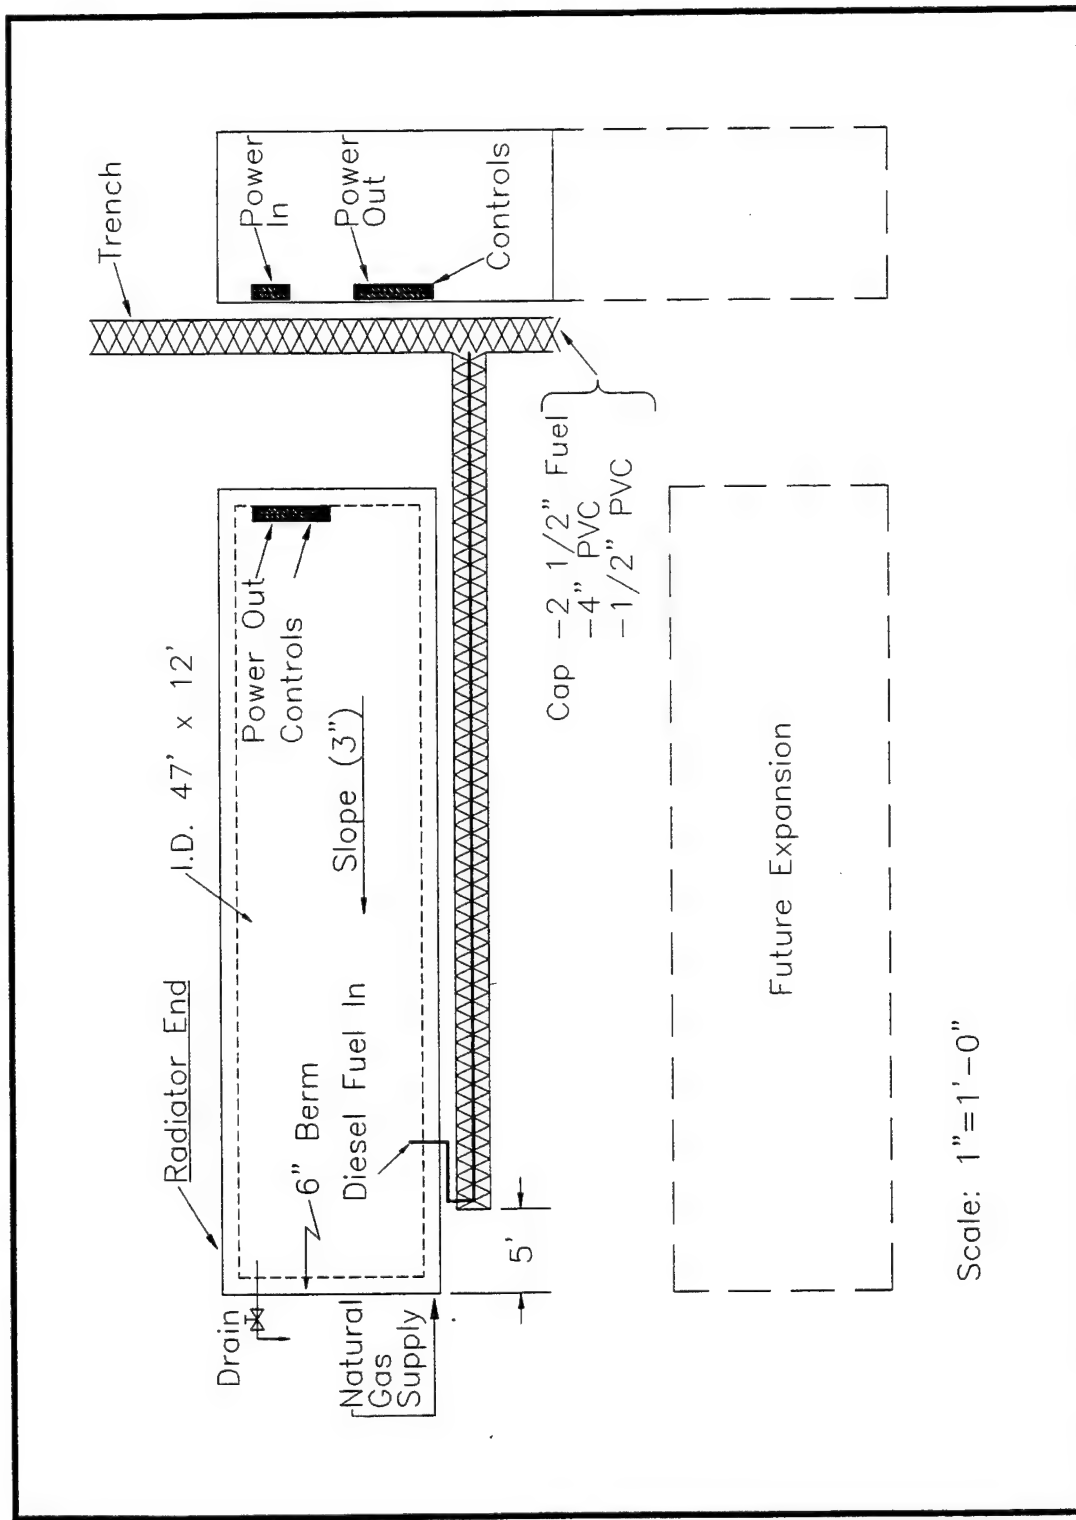 Trench
Power
In
Power
Out
Controls
I.D. 47' x 12'
Power Out
Controls
Slope (3")
Radiator End
6" Berm
Diesel Fuel In
Drain
Natural
Gas
Supply
5'
Cap -2 1/2" Fuel
-4" PVC
-1/2" PVC
Future Expansion
Scale: 1"=1'-0"